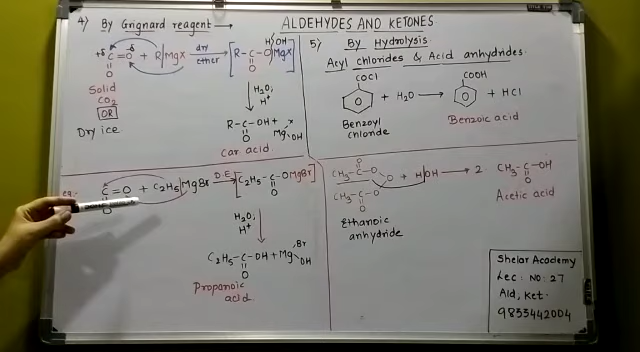 ALDEHYDES AND KETONES
4) By Grignard reagent→
+δ -δ
C=O + R|MgX dry ether [R-C-O MgX]
O O
H|OH
Solid
CO2
OR
Dry ice
H2O;
H+
R-C-OH + Mg X OH
O
Car acid.
eg:-
C=O + C2H5|MgBr D.E [C2H5-C-OMgBr]
O O
H2O;
H+
C2H5-C-OH + Mg Br OH
O
Propanoic
acid.
5) By Hydrolysis.
Acyl chlorides & Acid anhydrides.
COCl COOH
+ H2O → + HCl
Benzoyl
chloride
Benzoic acid
O
CH3-C-O
O + H|OH → 2 CH3-C-OH
CH3-C-O O
O
Acetic acid
Ethanoic
anhydride
Shelar Academy
Lec: NO: 27
Ald, ket.
9833442004